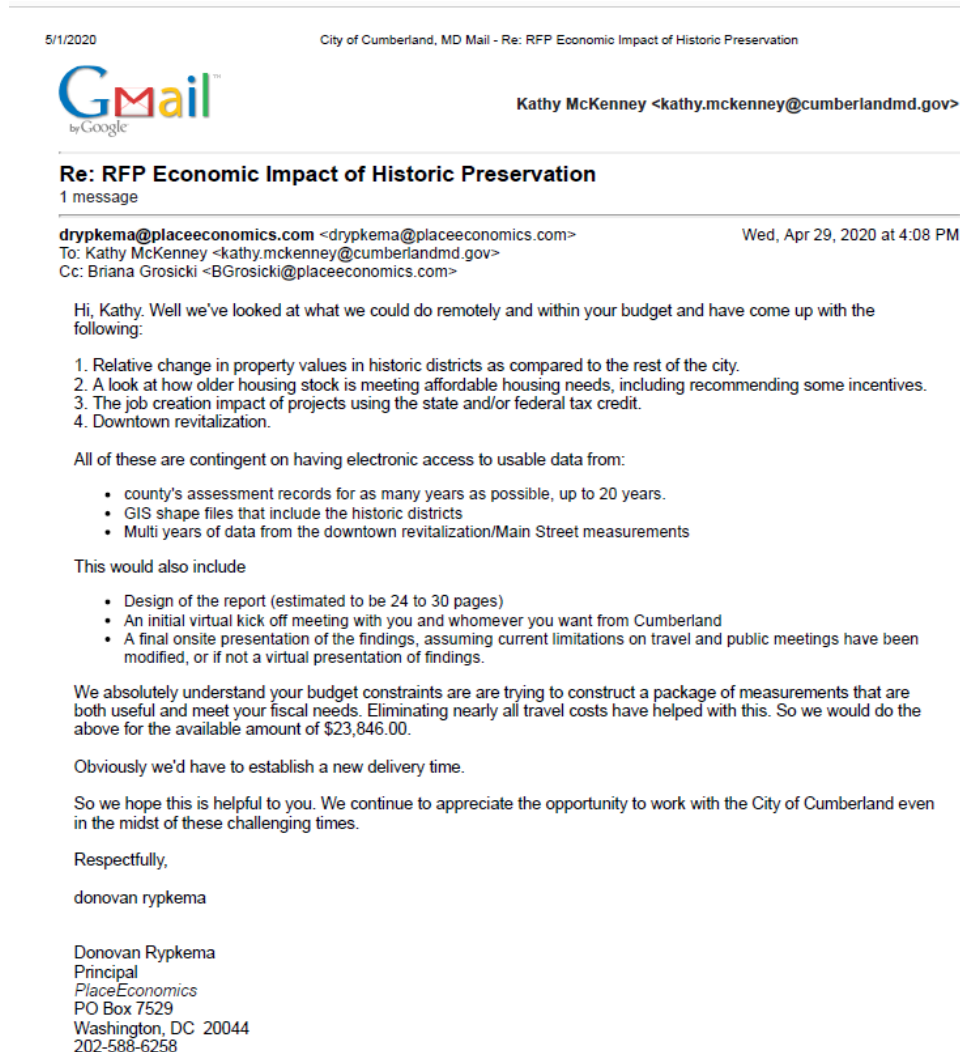 5/1/2020 City of Cumberland, MD Mail - Re: RFP Economic Impact of Historic Preservation
Gmail™
by Google
Kathy McKenney <kathy.mckenney@cumberlandmd.gov>
Re: RFP Economic Impact of Historic Preservation
1 message
drypkema@placeeconomics.com <drypkema@placeeconomics.com> Wed, Apr 29, 2020 at 4:08 PM
To: Kathy McKenney <kathy.mckenney@cumberlandmd.gov>
Cc: Briana Grosicki <BGrosicki@placeeconomics.com>
Hi, Kathy. Well we've looked at what we could do remotely and within your budget and have come up with the
following:
1. Relative change in property values in historic districts as compared to the rest of the city.
2. A look at how older housing stock is meeting affordable housing needs, including recommending some incentives.
3. The job creation impact of projects using the state and/or federal tax credit.
4. Downtown revitalization.
All of these are contingent on having electronic access to usable data from:
• county's assessment records for as many years as possible, up to 20 years.
• GIS shape files that include the historic districts
• Multi years of data from the downtown revitalization/Main Street measurements
This would also include
• Design of the report (estimated to be 24 to 30 pages)
• An initial virtual kick off meeting with you and whomever you want from Cumberland
• A final onsite presentation of the findings, assuming current limitations on travel and public meetings have been
modified, or if not a virtual presentation of findings.
We absolutely understand your budget constraints are are trying to construct a package of measurements that are
both useful and meet your fiscal needs. Eliminating nearly all travel costs have helped with this. So we would do the
above for the available amount of $23,846.00.
Obviously we'd have to establish a new delivery time.
So we hope this is helpful to you. We continue to appreciate the opportunity to work with the City of Cumberland even
in the midst of these challenging times.
Respectfully,
donovan rypkema
Donovan Rypkema
Principal
PlaceEconomics
PO Box 7529
Washington, DC 20044
202-588-6258